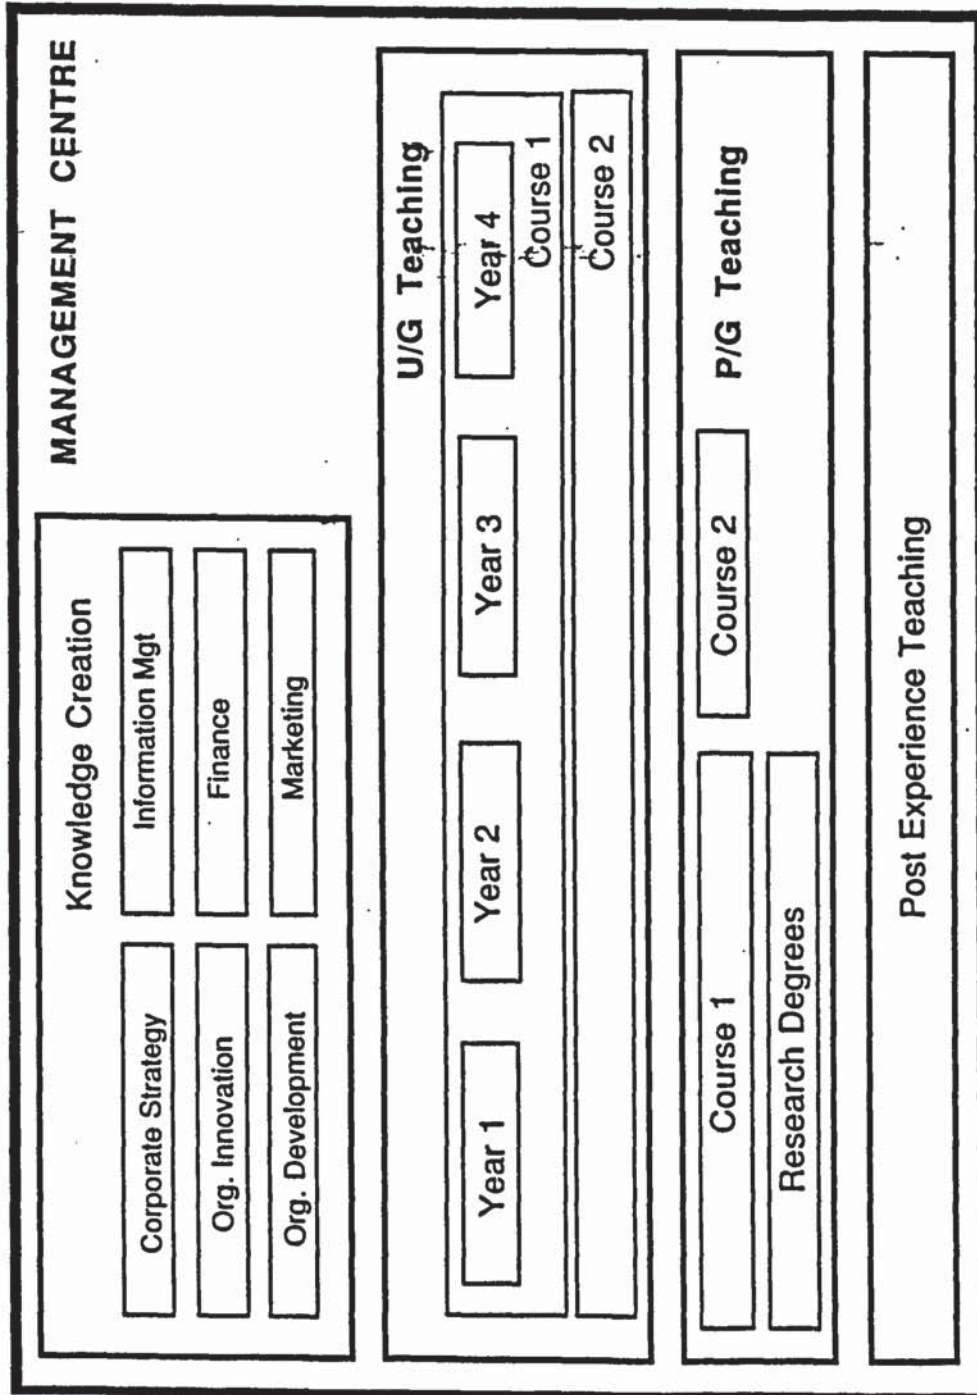 MANAGEMENT CENTRE
Knowledge Creation
Corporate Strategy
Information Mgt
Org. Innovation
Finance
Org. Development
Marketing
U/G Teaching
Year 1
Year 2
Year 3
Year 4
Course 1
Course 2
P/G Teaching
Course 1
Course 2
Research Degrees
Post Experience Teaching